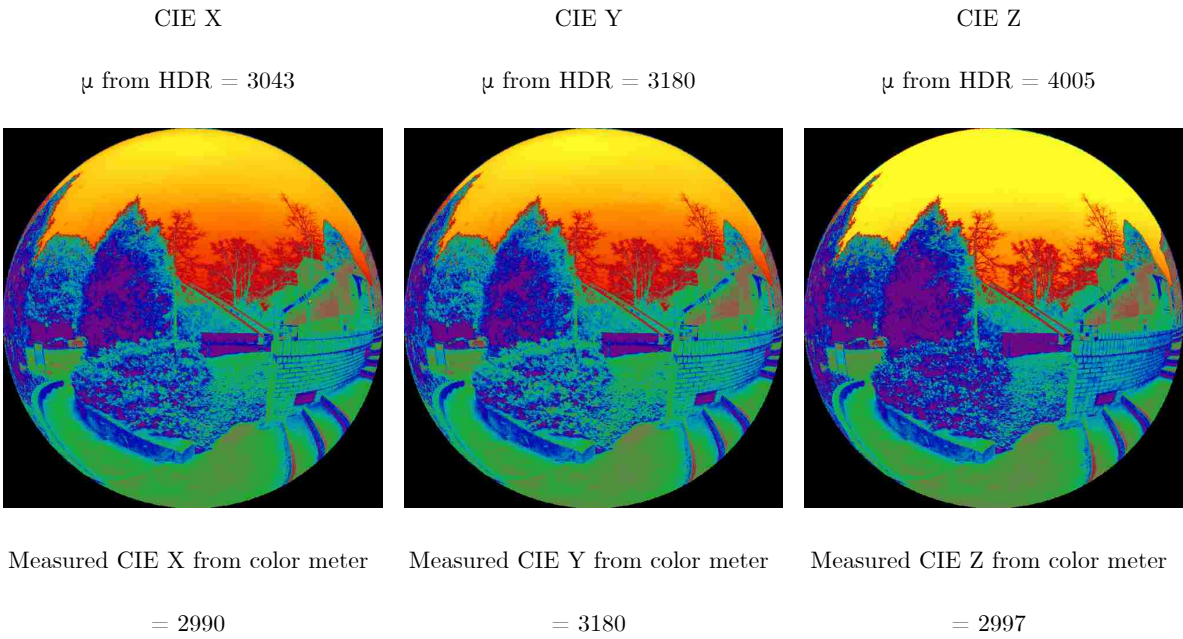 CIE X
μ from HDR = 3043
Measured CIE X from color meter
= 2990
CIE Y
μ from HDR = 3180
Measured CIE Y from color meter
= 3180
CIE Z
μ from HDR = 4005
Measured CIE Z from color meter
= 2997